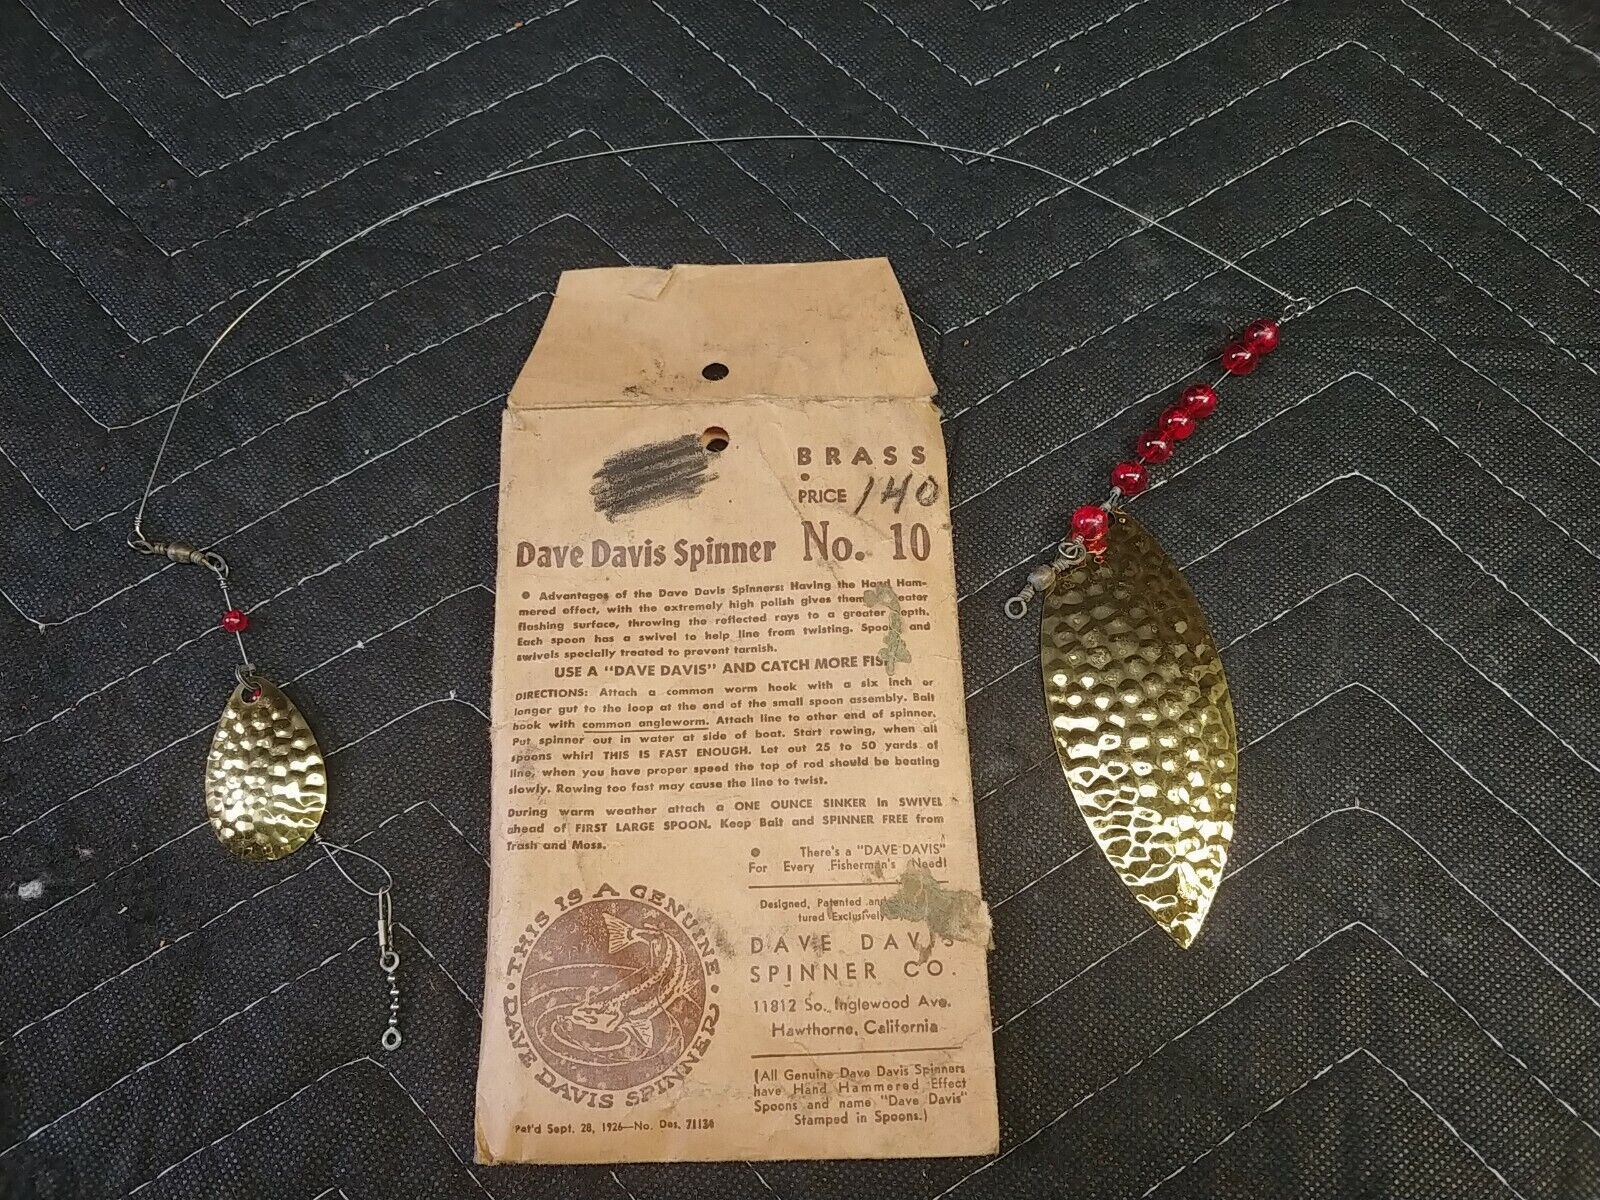 BRASS
PRICE 140
Dave Davis Spinner No. 10
Advantages of the Dave Davis Spinners: Having the Hand Ham-
mered effect, with the extremely high polish gives them
flashing surface, throwing the reflected rays to a greater depth.
Each spoon has a swivel to help line from twisting. Spoons and
swivels specially treated to prevent tarnish.
USE A "DAVE DAVIS" AND CATCH MORE FISH
DIRECTIONS: Attach a common worm hook with a six inch or
longer gut to the loop at the end of the small spoon assembly. Bait
hook with common angleworm. Attach line to other end of spinner.
Put spinner out in water at side of boat. Start rowing, when all
spoons whirl THIS IS FAST ENOUGH. Let out 25 to 50 yards of
line, when you have proper speed the top of rod should be beating
slowly. Rowing too fast may cause the line to twist.
During warm weather attach a ONE OUNCE SINKER in SWIVEL
ahead of FIRST LARGE SPOON. Keep Bait and SPINNER FREE from
Trash and Moss.
There's a "DAVE DAVIS"
For Every Fisherman's Need!
Designed, Patented and
tured Exclusively
DAVE DAVIS
SPINNER CO.
11812 So. Inglewood Ave.
Hawthorne, California
(All Genuine Dave Davis Spinners
have Hand Hammered Effect
Spoons and name "Dave Davis"
Stamped in Spoons.)
THIS IS A GENUINE
DAVE DAVIS SPINNER
Pat'd Sept. 28, 1926—No. Des. 71134